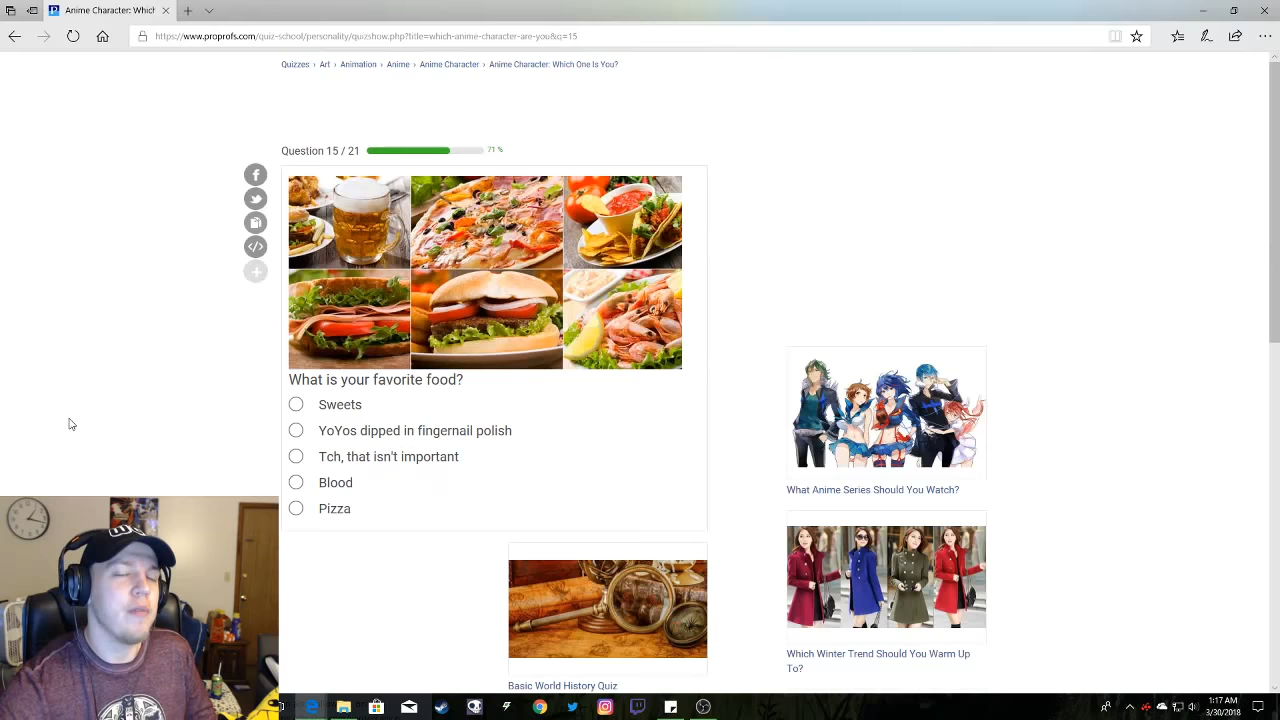 Anime Character: Which
https://www.proprofs.com/quiz-school/personality/quizshow.php?title=which-anime-character-are-you&q=15
Quizzes › Art › Animation › Anime › Anime Character › Anime Character: Which One Is You?
Question 15 / 21
71 %
What is your favorite food?
Sweets
YoYos dipped in fingernail polish
Tch, that isn't important
Blood
Pizza
What Anime Series Should You Watch?
Which Winter Trend Should You Warm Up
To?
Basic World History Quiz
1:17 AM
3/30/2018